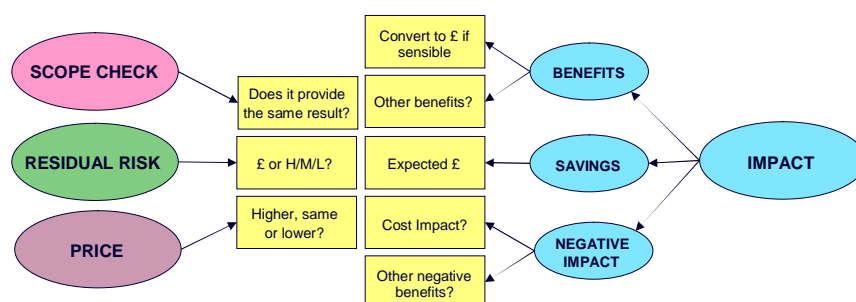 SCOPE CHECK
Does it provide
the same result?
RESIDUAL RISK
£ or H/M/L?
PRICE
Higher, same
or lower?
Convert to £ if
sensible
Other benefits?
BENEFITS
Expected £
SAVINGS
IMPACT
Cost Impact?
Other negative
benefits?
NEGATIVE
IMPACT